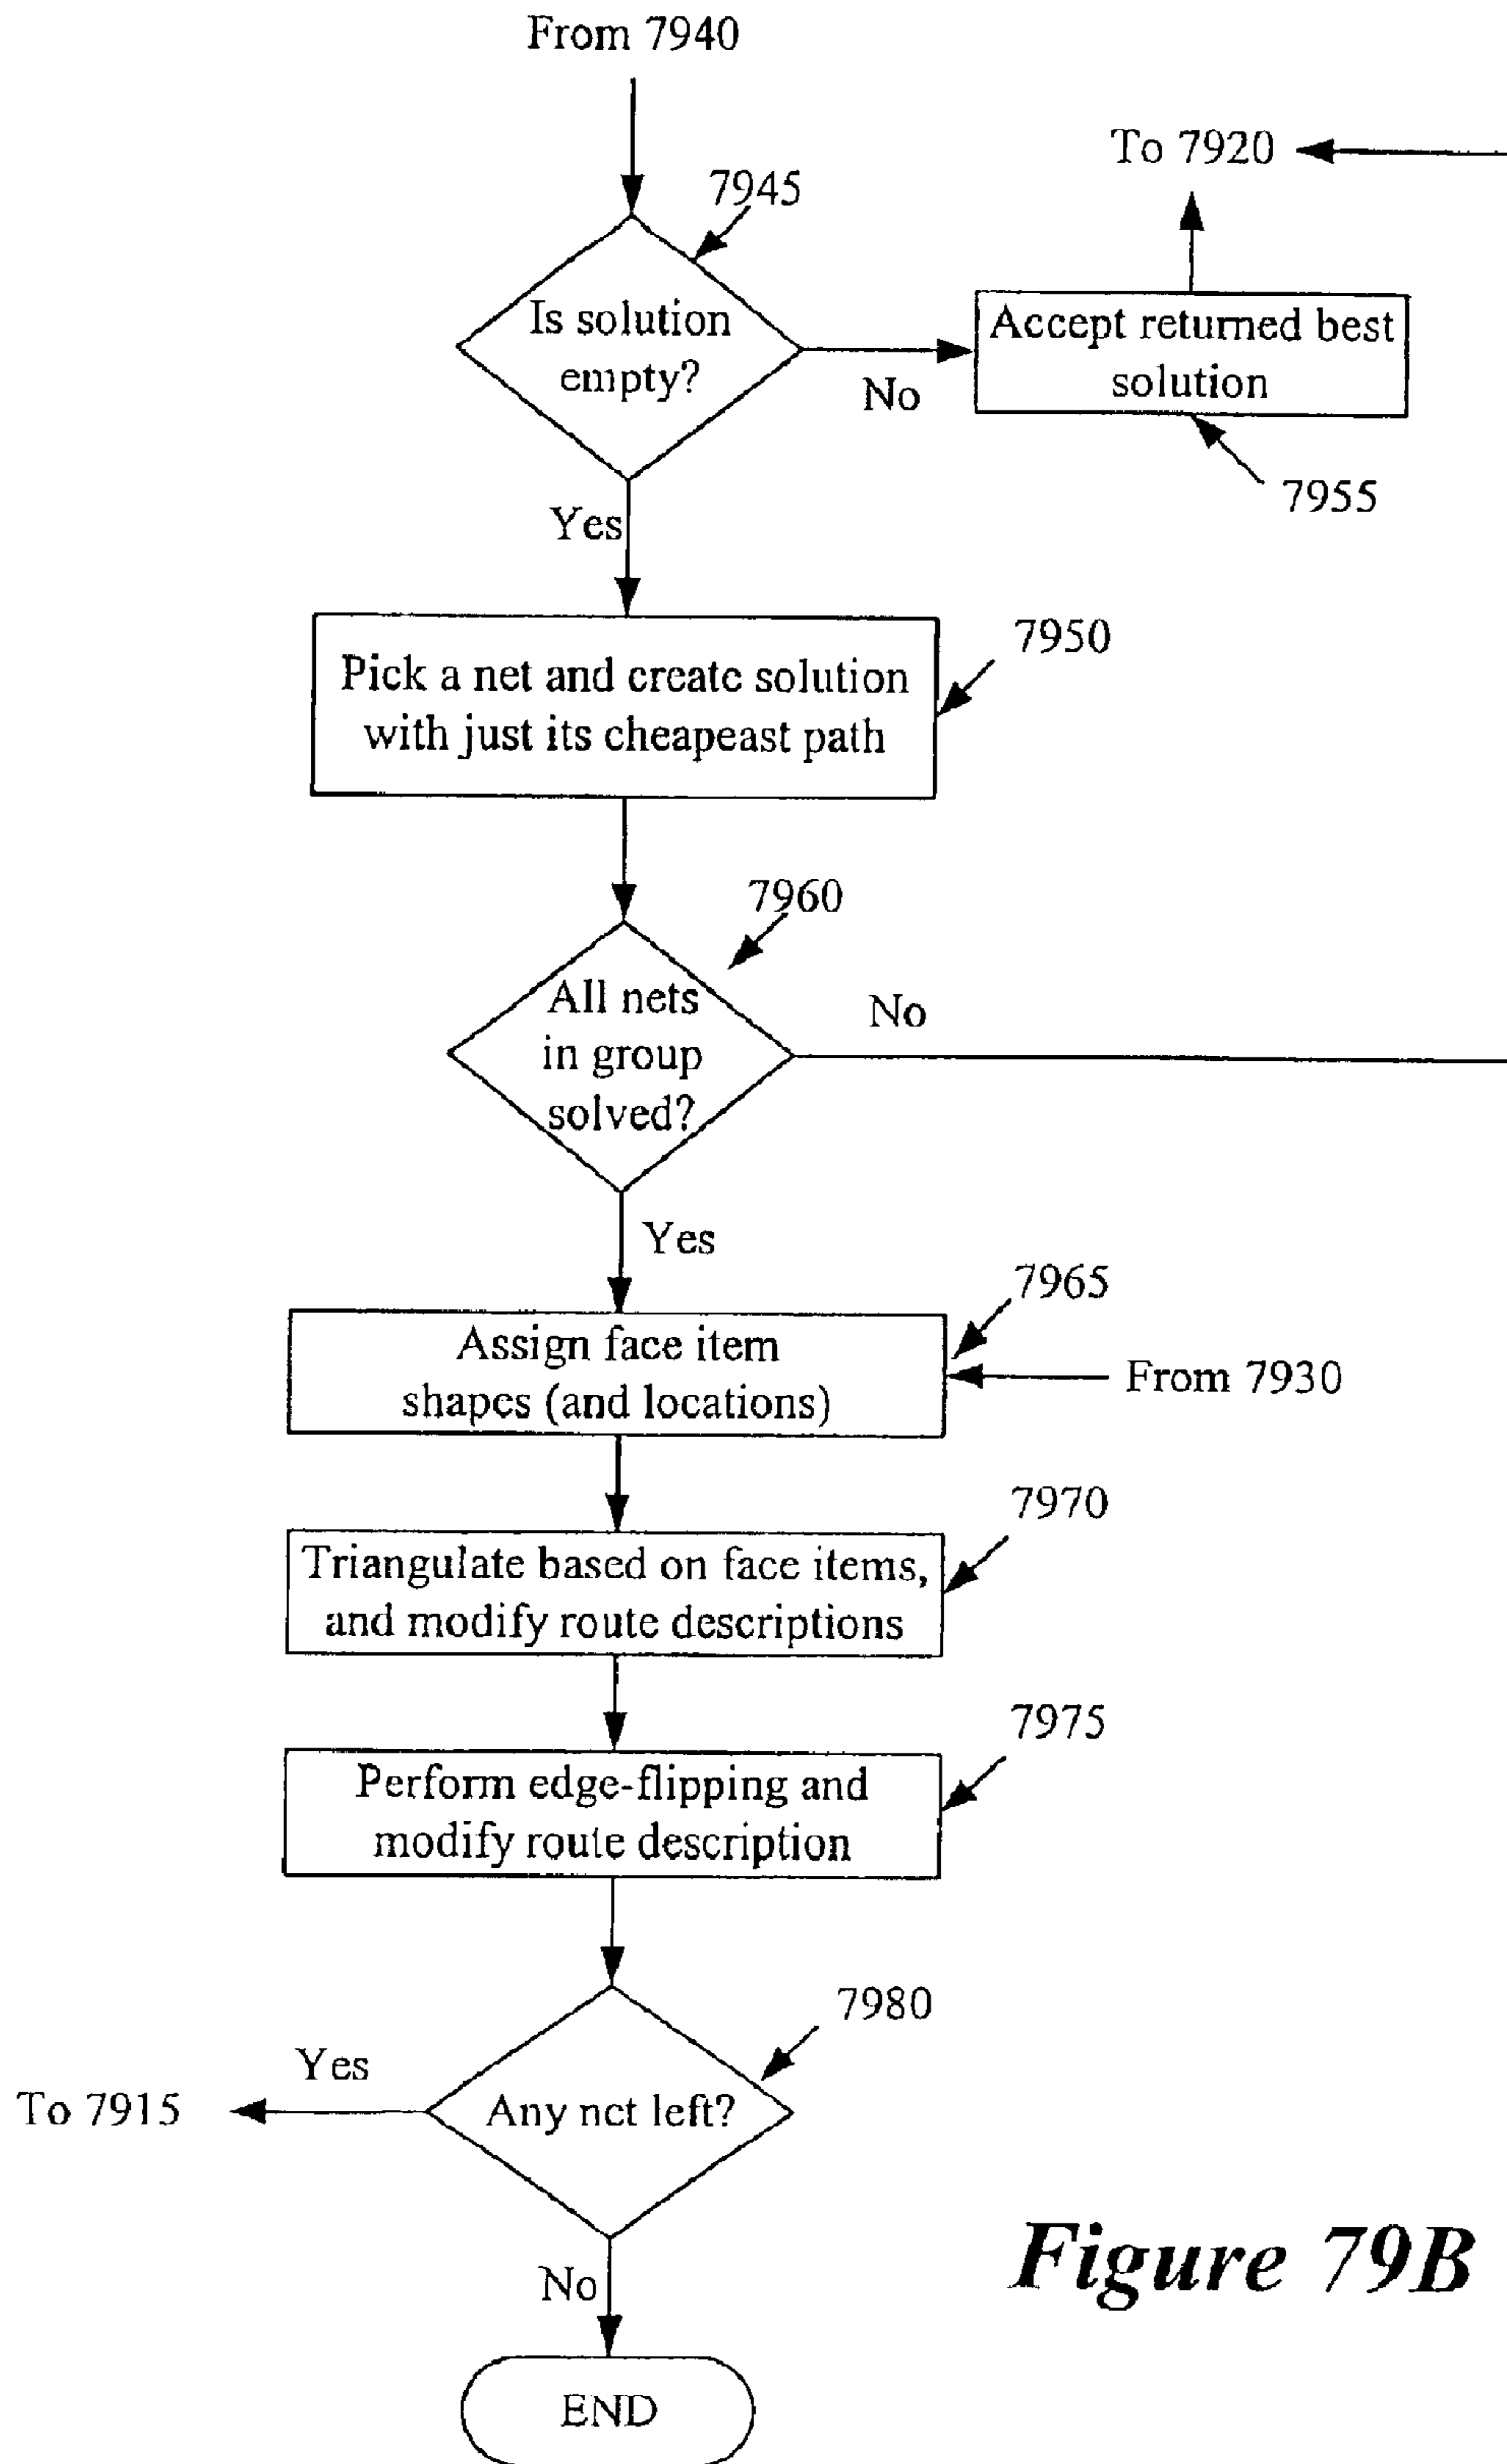 From 7940
To 7920
7945
Is solution
empty?
No
Accept returned best
solution
7955
Yes
7950
Pick a net and create solution
with just its cheapeast path
7960
All nets
in group
solved?
No
Yes
7965
Assign face item
shapes (and locations)
From 7930
7970
Triangulate based on face items,
and modify route descriptions
7975
Perform edge-flipping and
modify route description
7980
Yes
To 7915
Any net left?
No
Figure 79B
END